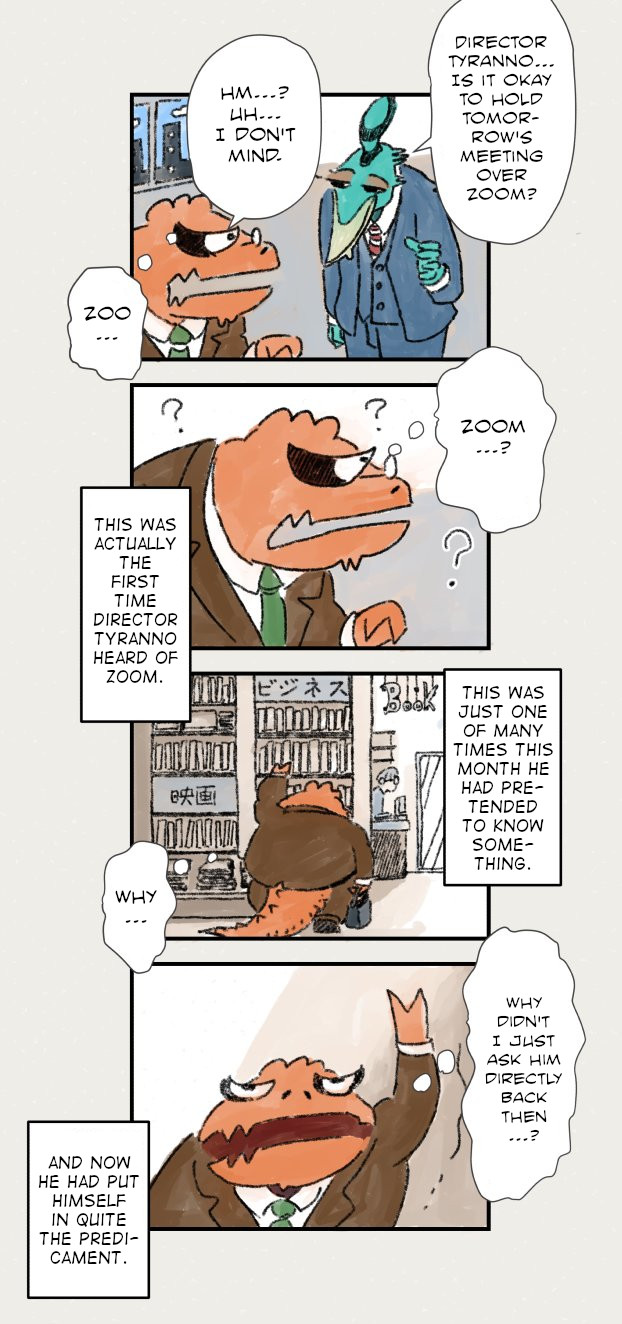 DIRECTOR
TYRANNO...
IS IT OKAY
TO HOLD
TOMOR-
ROW'S
MEETING
OVER
ZOOM?
HM...?
UH...
I DON'T
MIND.
ZOO
...
ZOOM
...?
?
?
?
THIS WAS
ACTUALLY
THE
FIRST
TIME
DIRECTOR
TYRANNO
HEARD OF
ZOOM.
ビジネス
Book
映画
THIS WAS
JUST ONE
OF MANY
TIMES THIS
MONTH HE
HAD PRE-
TENDED
TO KNOW
SOME-
THING.
WHY
...
WHY
DIDN'T
I JUST
ASK HIM
DIRECTLY
BACK
THEN
...?
AND NOW
HE HAD PUT
HIMSELF
IN QUITE
THE PREDI-
CAMENT.